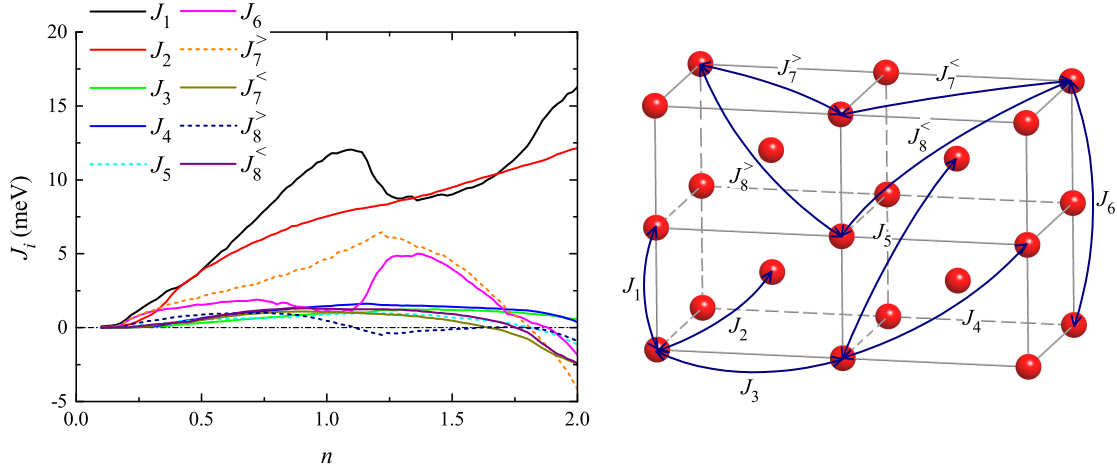 J₁ J₆
J₂ J₇^>
J₃ J₇^<
J₄ J₈^>
J₅ J₈^<
20
15
10
5
0
-5
Jᵢ (meV)
0.0 0.5 1.0 1.5 2.0
n
J₇^> J₇^<
J₈^<
J₈^>
J₆
J₅
J₁
J₂ J₄
J₃